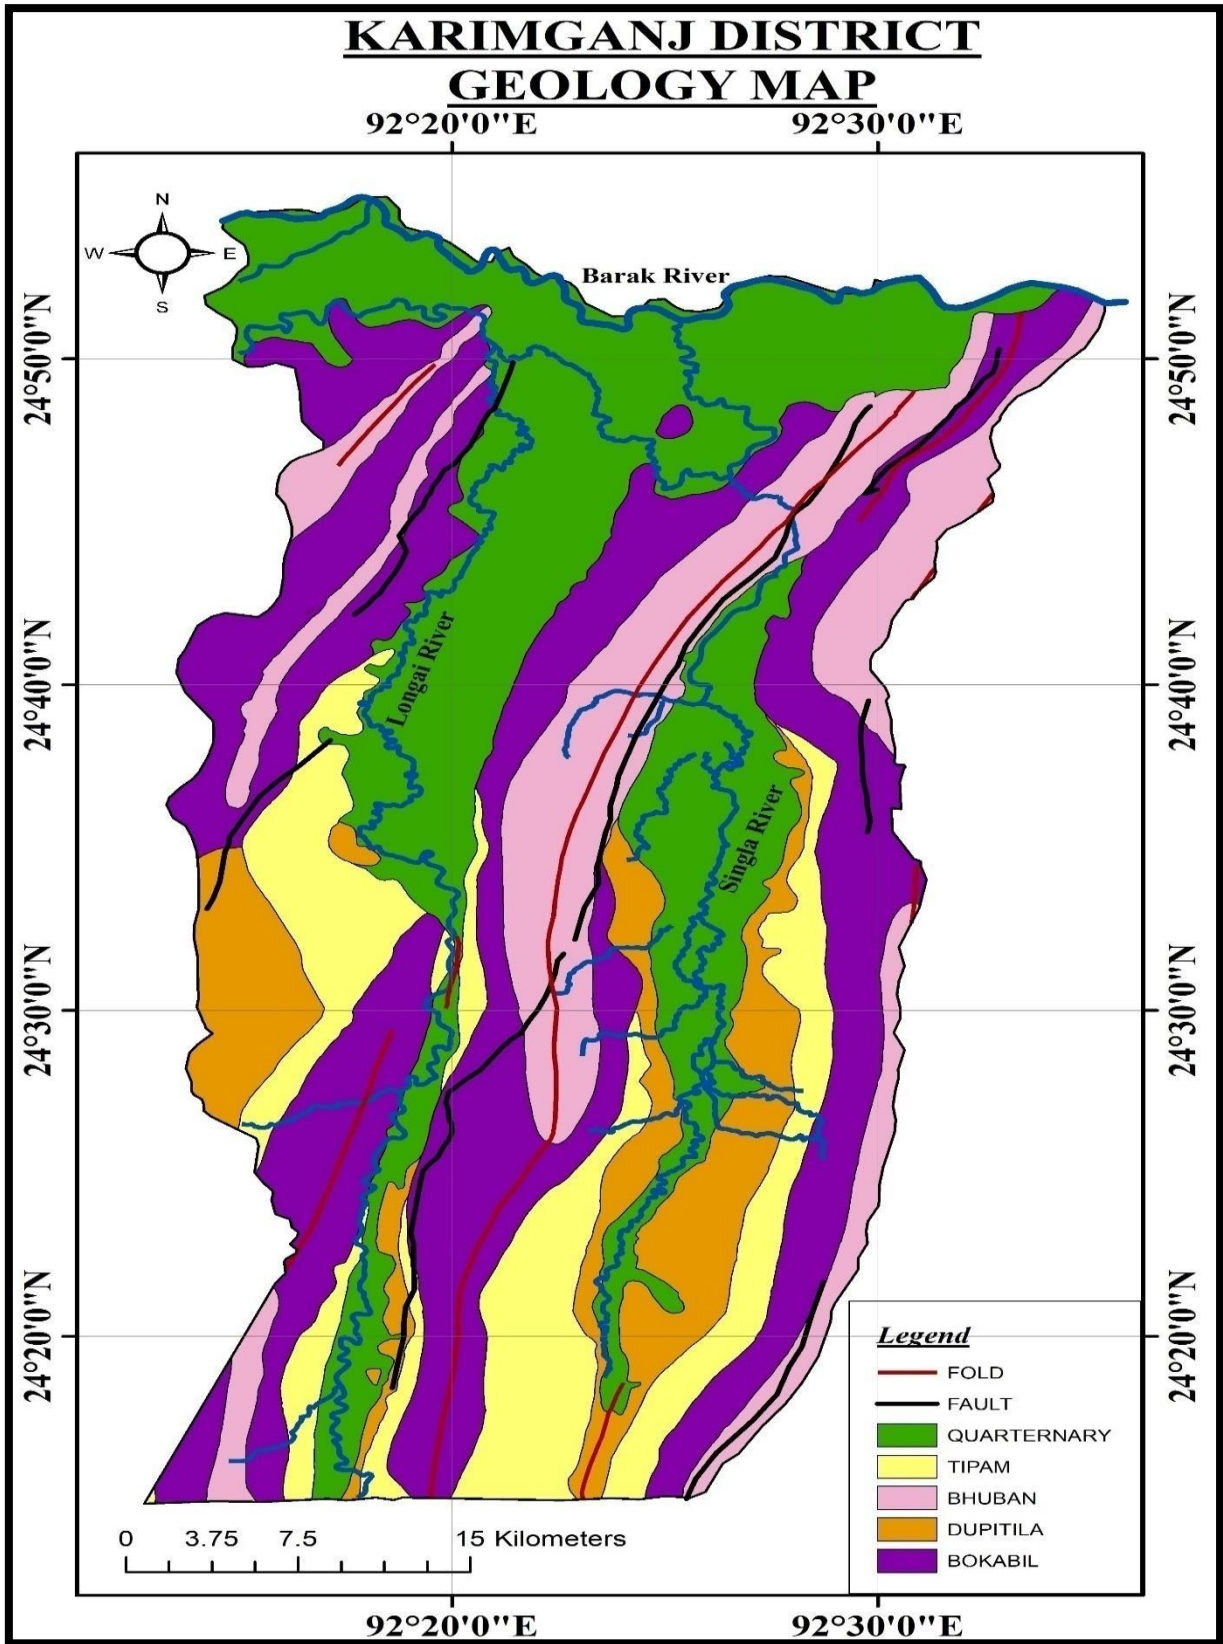 KARIMGANJ DISTRICT
GEOLOGY MAP
92°20'0"E 92°30'0"E
N
W E
S
Barak River
24°50'0"N 24°50'0"N
Longai River
24°40'0"N 24°40'0"N
Singla River
24°30'0"N 24°30'0"N
24°20'0"N 24°20'0"N
Legend
FOLD
FAULT
QUARTERNARY
TIPAM
BHUBAN
DUPITILA
BOKABIL
0 3.75 7.5 15 Kilometers
92°20'0"E 92°30'0"E